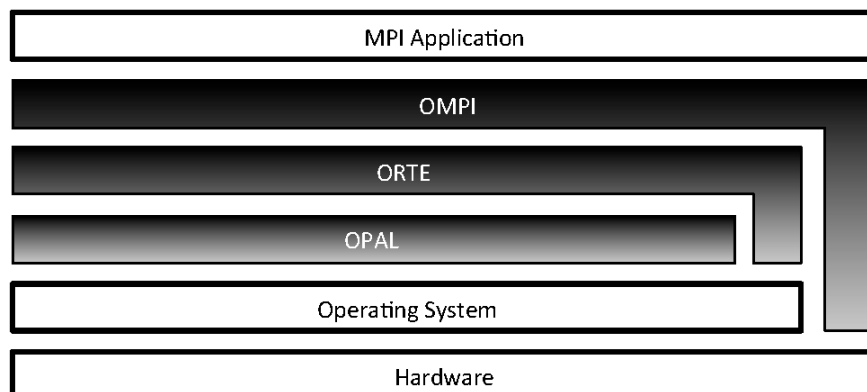 MPI Application
OMPI
ORTE
OPAL
Operating System
Hardware